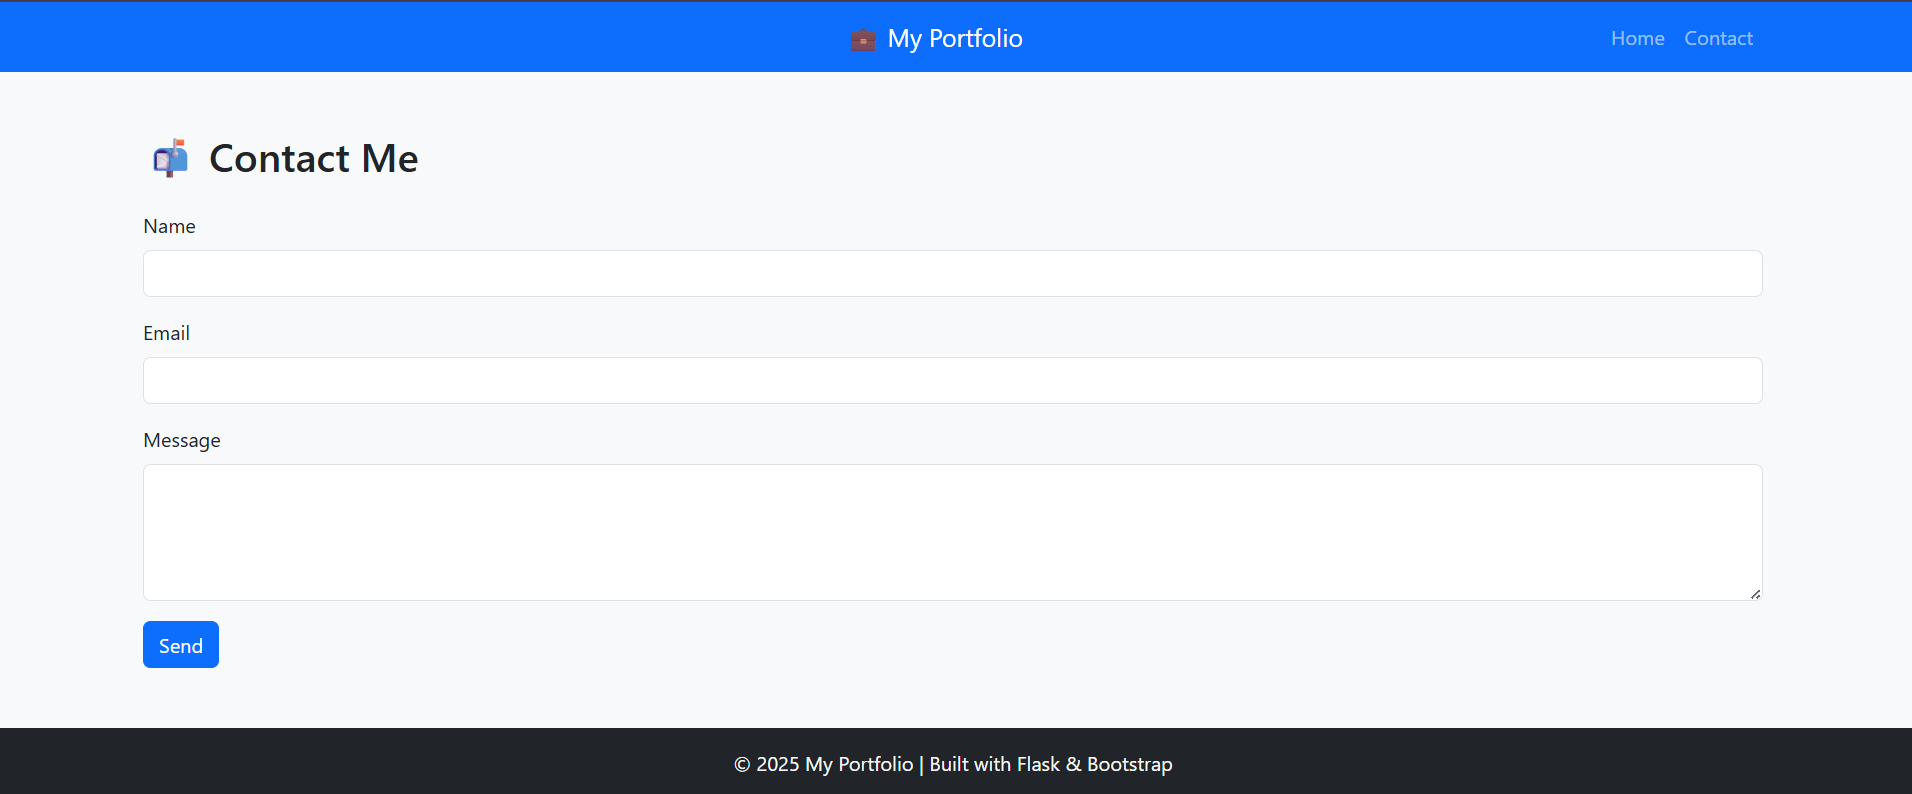 💼 My Portfolio
Home Contact
📬 Contact Me
Name
Email
Message
Send
© 2025 My Portfolio | Built with Flask & Bootstrap